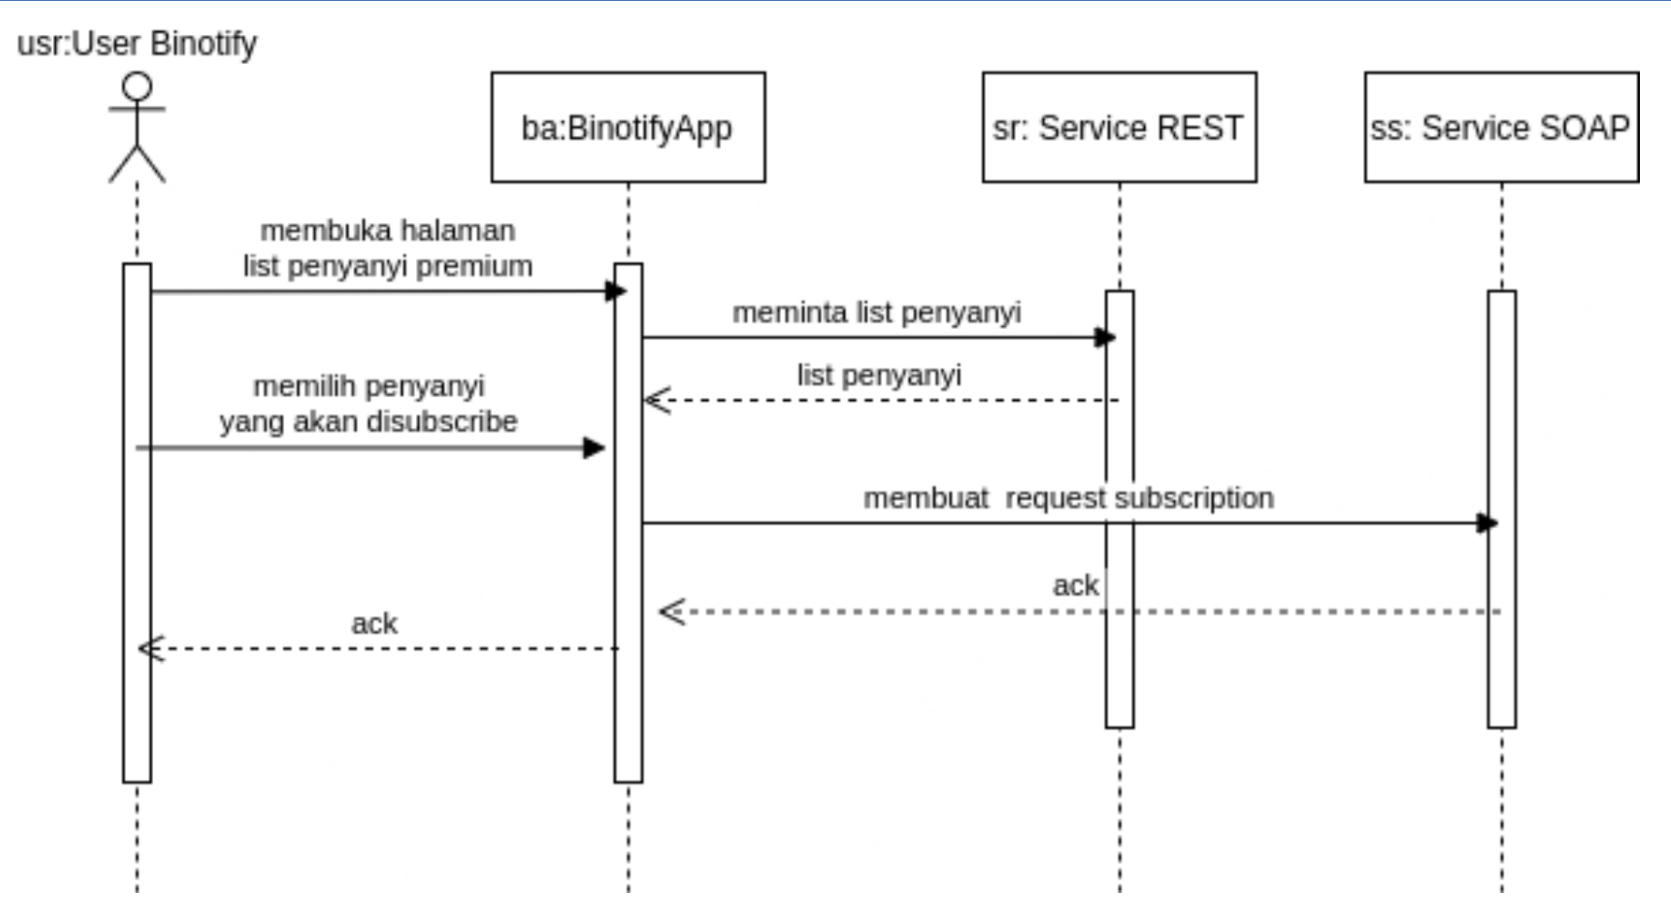 usr:User Binotify
ba:BinotifyApp
sr: Service REST
ss: Service SOAP
membuka halaman
list penyanyi premium
meminta list penyanyi
list penyanyi
memilih penyanyi
yang akan disubscribe
membuat request subscription
ack
ack